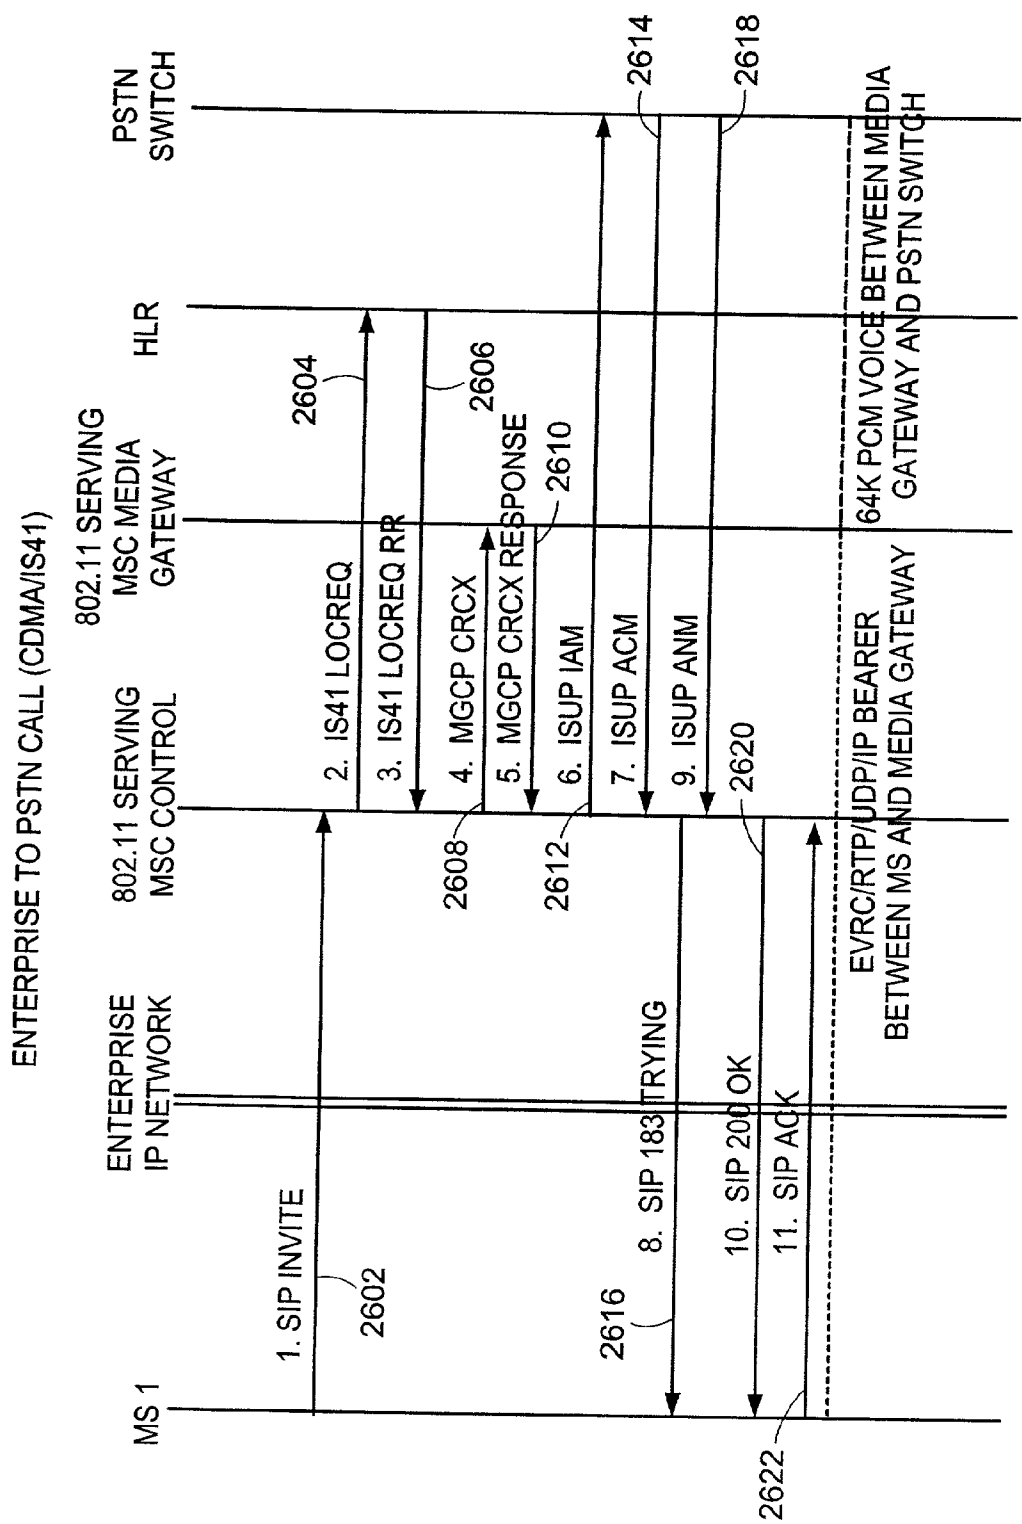 ENTERPRISE TO PSTN CALL (CDMA/IS41)
MS 1
ENTERPRISE
IP NETWORK
802.11 SERVING
MSC CONTROL
802.11 SERVING
MSC MEDIA
GATEWAY
HLR
PSTN
SWITCH
1. SIP INVITE
2602
2. IS41 LOCREQ
2604
3. IS41 LOCREQ RR
2606
4. MGCP CRCX
2608
5. MGCP CRCX RESPONSE
2610
6. ISUP IAM
2612
7. ISUP ACM
2614
8. SIP 183 TRYING
2616
9. ISUP ANM
2618
10. SIP 200 OK
2620
11. SIP ACK
2622
EVRC/RTP/UDP/IP BEARER
BETWEEN MS AND MEDIA GATEWAY
64K PCM VOICE BETWEEN MEDIA
GATEWAY AND PSTN SWITCH